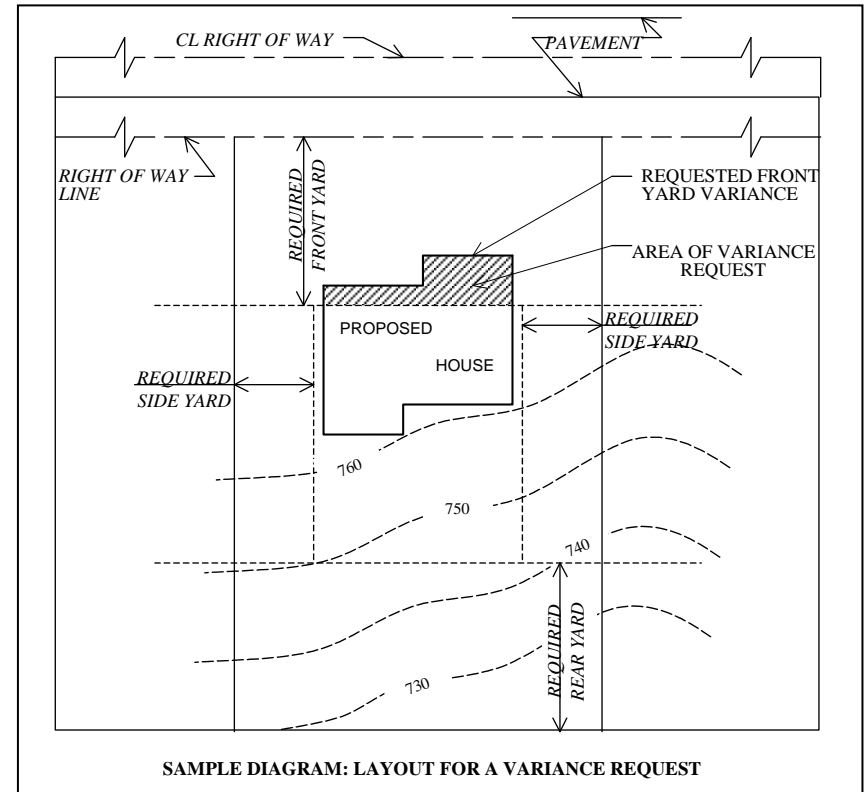 CL RIGHT OF WAY
PAVEMENT
RIGHT OF WAY
LINE
REQUIRED
FRONT YARD
REQUESTED FRONT
YARD VARIANCE
AREA OF VARIANCE
REQUEST
PROPOSED
HOUSE
REQUIRED
SIDE YARD
REQUIRED
SIDE YARD
760
750
740
730
REQUIRED
REAR YARD
SAMPLE DIAGRAM: LAYOUT FOR A VARIANCE REQUEST